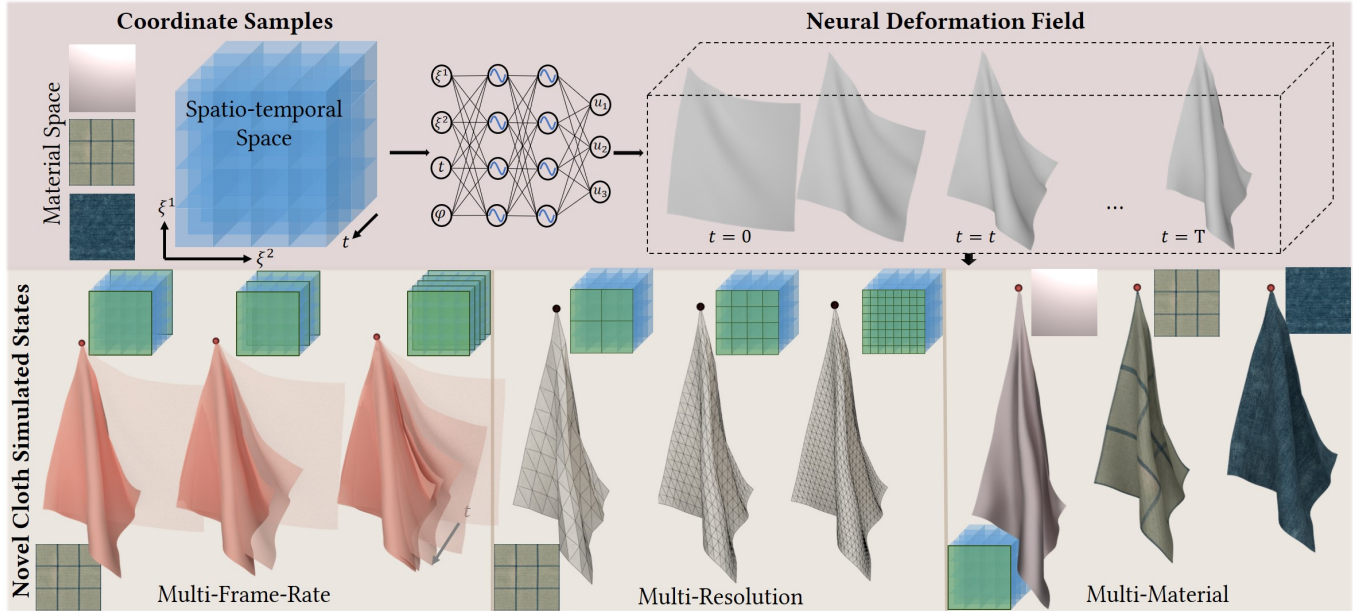 Coordinate Samples
Neural Deformation Field
Material Space
Spatio-temporal
Space
ξ¹
ξ²
t
ξ¹
ξ²
t
φ
u₁
u₂
u₃
t = 0
t = t
...
t = T
Novel Cloth Simulated States
t
Multi-Frame-Rate
Multi-Resolution
Multi-Material